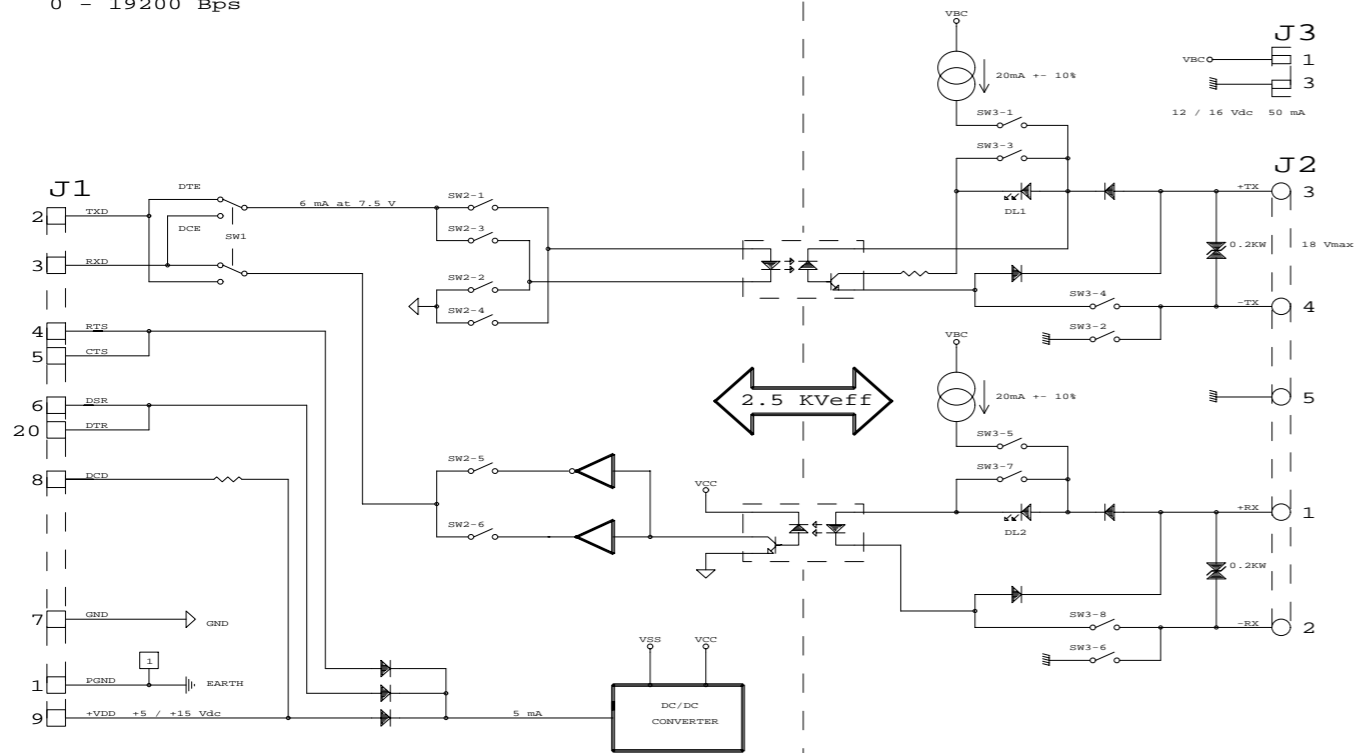 0 - 19200 Bps
VBC
J3
VBC 1
20mA +- 10%
3
12 / 16 Vdc 50 mA
SW3-1
SW3-3
J2
J1
DTE
SW2-1
+TX 3
2 TXD
6 mA at 7.5 V
DL1
DCE
SW2-3
SW1
0.2KW 18 Vmax
3 RXD
SW2-2
SW3-4
-TX 4
SW2-4
4 RTS
SW3-2
VBC
5 CTS
2.5 KVeff
20mA +- 10%
5
6 DSR
20 DTR
SW3-5
SW2-5
SW3-7
8 DCD
VCC
+RX 1
SW2-6
DL2
0.2KW
7 GND
GND
SW3-8
-RX 2
VSS VCC
SW3-6
1
1 PGND
EARTH
DC/DC
CONVERTER
9 +VDD +5 / +15 Vdc
5 mA